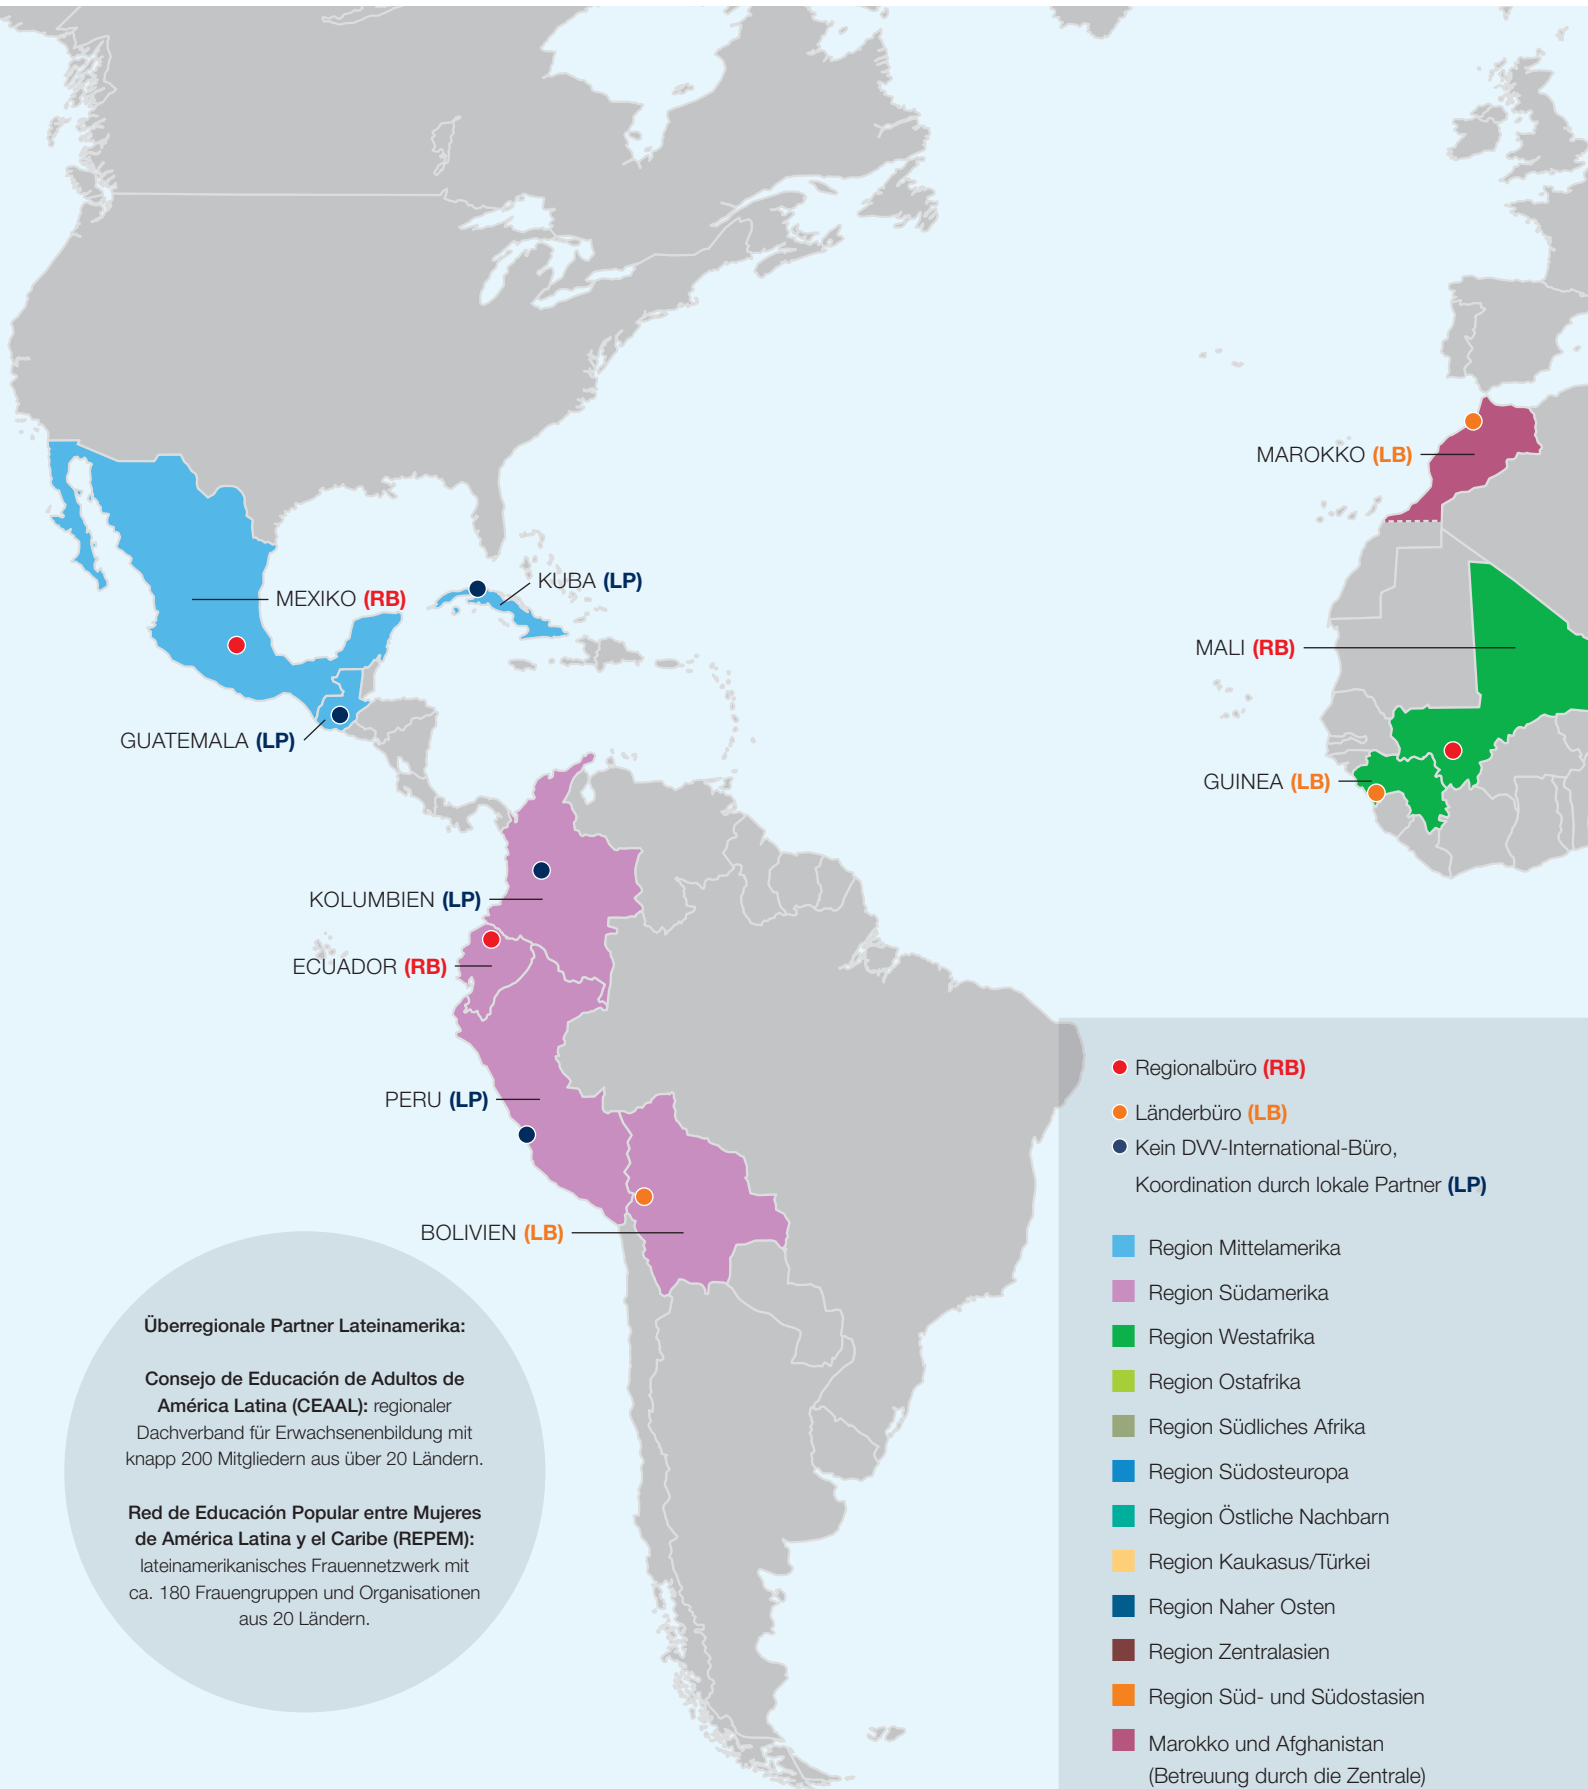 MAROKKO (LB)
KUBA (LP)
MEXIKO (RB)
MALI (RB)
GUATEMALA (LP)
GUINEA (LB)
KOLUMBIEN (LP)
ECUADOR (RB)
PERU (LP)
BOLIVIEN (LB)
Regionalbüro (RB)
Länderbüro (LB)
Kein DVV-International-Büro,
Koordination durch lokale Partner (LP)
Region Mittelamerika
Region Südamerika
Region Westafrika
Region Ostafrika
Region Südliches Afrika
Region Südosteuropa
Region Östliche Nachbarn
Region Kaukasus/Türkei
Region Naher Osten
Region Zentralasien
Region Süd- und Südostasien
Marokko und Afghanistan
(Betreuung durch die Zentrale)
Überregionale Partner Lateinamerika:
Consejo de Educación de Adultos de
América Latina (CEAAL): regionaler
Dachverband für Erwachsenenbildung mit
knapp 200 Mitgliedern aus über 20 Ländern.
Red de Educación Popular entre Mujeres
de América Latina y el Caribe (REPEM):
lateinamerikanisches Frauennetzwerk mit
ca. 180 Frauengruppen und Organisationen
aus 20 Ländern.